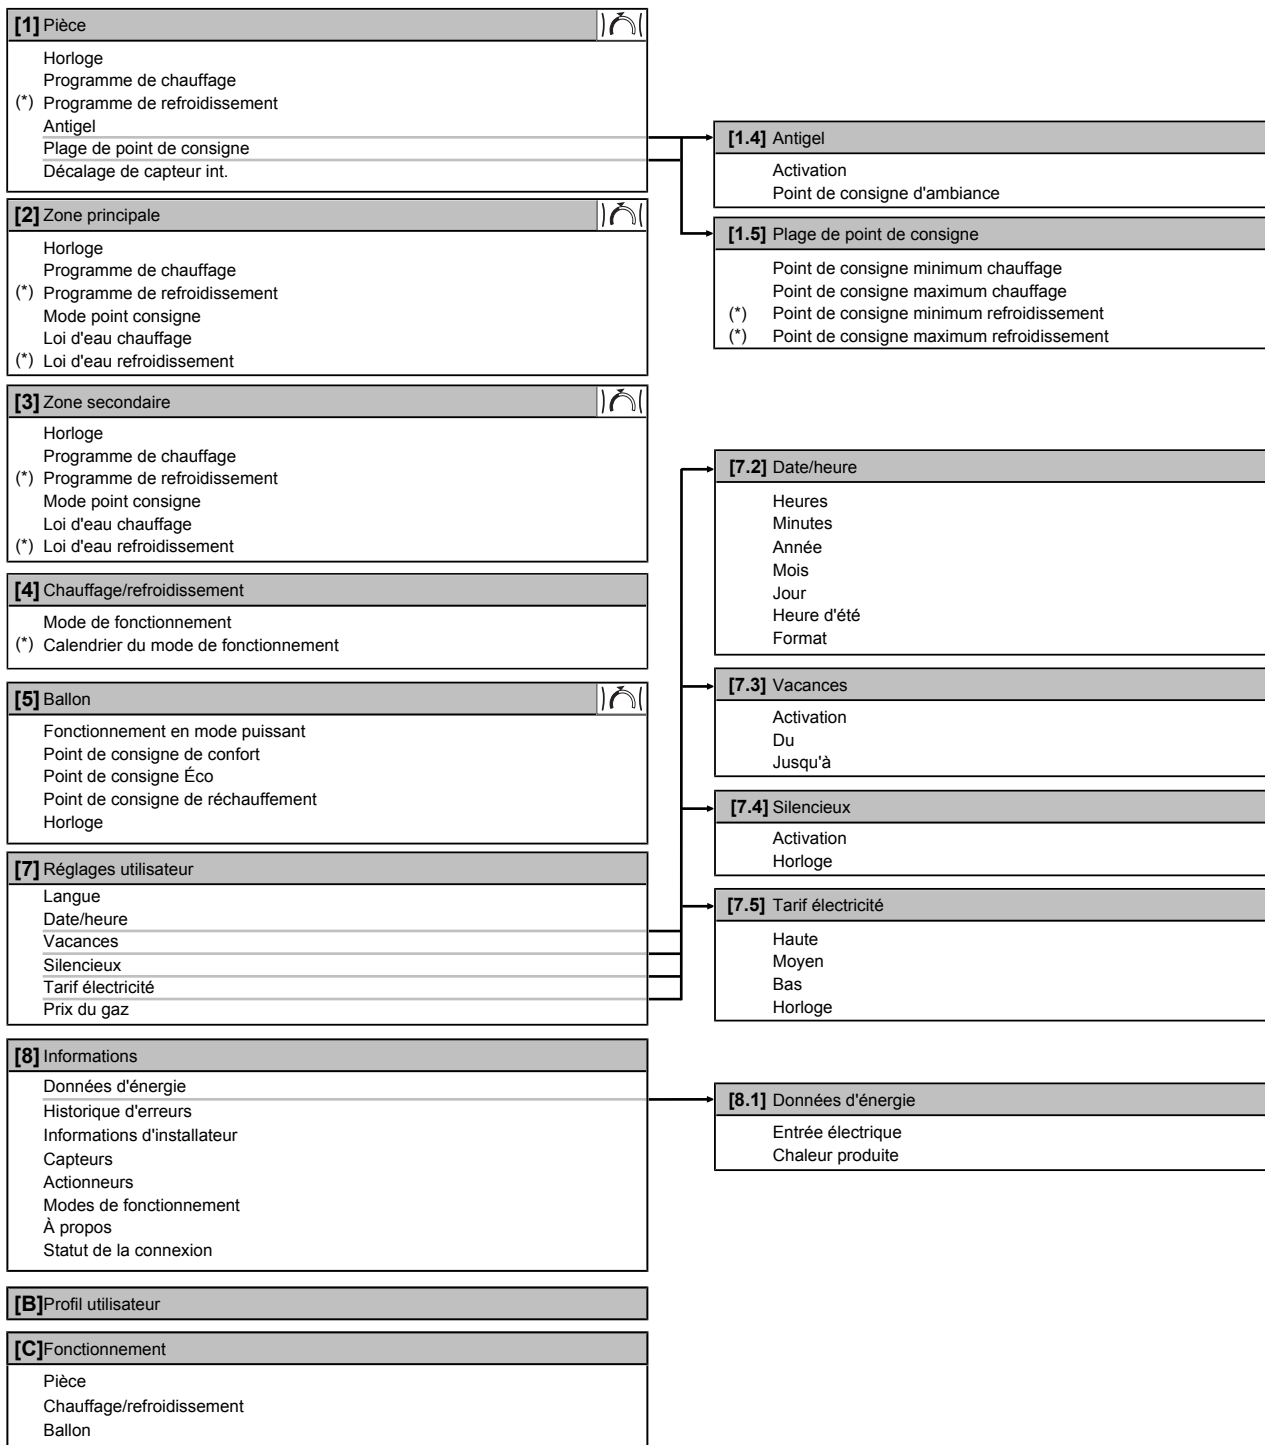 [1] Pièce
Horloge
Programme de chauffage
(*) Programme de refroidissement
Antigel
Plage de point de consigne
Décalage de capteur int.
[1.4] Antigel
Activation
Point de consigne d'ambiance
[1.5] Plage de point de consigne
Point de consigne minimum chauffage
Point de consigne maximum chauffage
(*) Point de consigne minimum refroidissement
(*) Point de consigne maximum refroidissement
[2] Zone principale
Horloge
Programme de chauffage
(*) Programme de refroidissement
Mode point consigne
Loi d'eau chauffage
(*) Loi d'eau refroidissement
[3] Zone secondaire
Horloge
Programme de chauffage
(*) Programme de refroidissement
Mode point consigne
Loi d'eau chauffage
(*) Loi d'eau refroidissement
[4] Chauffage/refroidissement
Mode de fonctionnement
(*) Calendrier du mode de fonctionnement
[5] Ballon
Fonctionnement en mode puissant
Point de consigne de confort
Point de consigne Éco
Point de consigne de réchauffement
Horloge
[7] Réglages utilisateur
Langue
Date/heure
Vacances
Silencieux
Tarif électricité
Prix du gaz
[7.2] Date/heure
Heures
Minutes
Année
Mois
Jour
Heure d'été
Format
[7.3] Vacances
Activation
Du
Jusqu'à
[7.4] Silencieux
Activation
Horloge
[7.5] Tarif électricité
Haute
Moyen
Bas
Horloge
[8] Informations
Données d'énergie
Historique d'erreurs
Informations d'installateur
Capteurs
Actionneurs
Modes de fonctionnement
À propos
Statut de la connexion
[8.1] Données d'énergie
Entrée électrique
Chaleur produite
[B] Profil utilisateur
[C] Fonctionnement
Pièce
Chauffage/refroidissement
Ballon